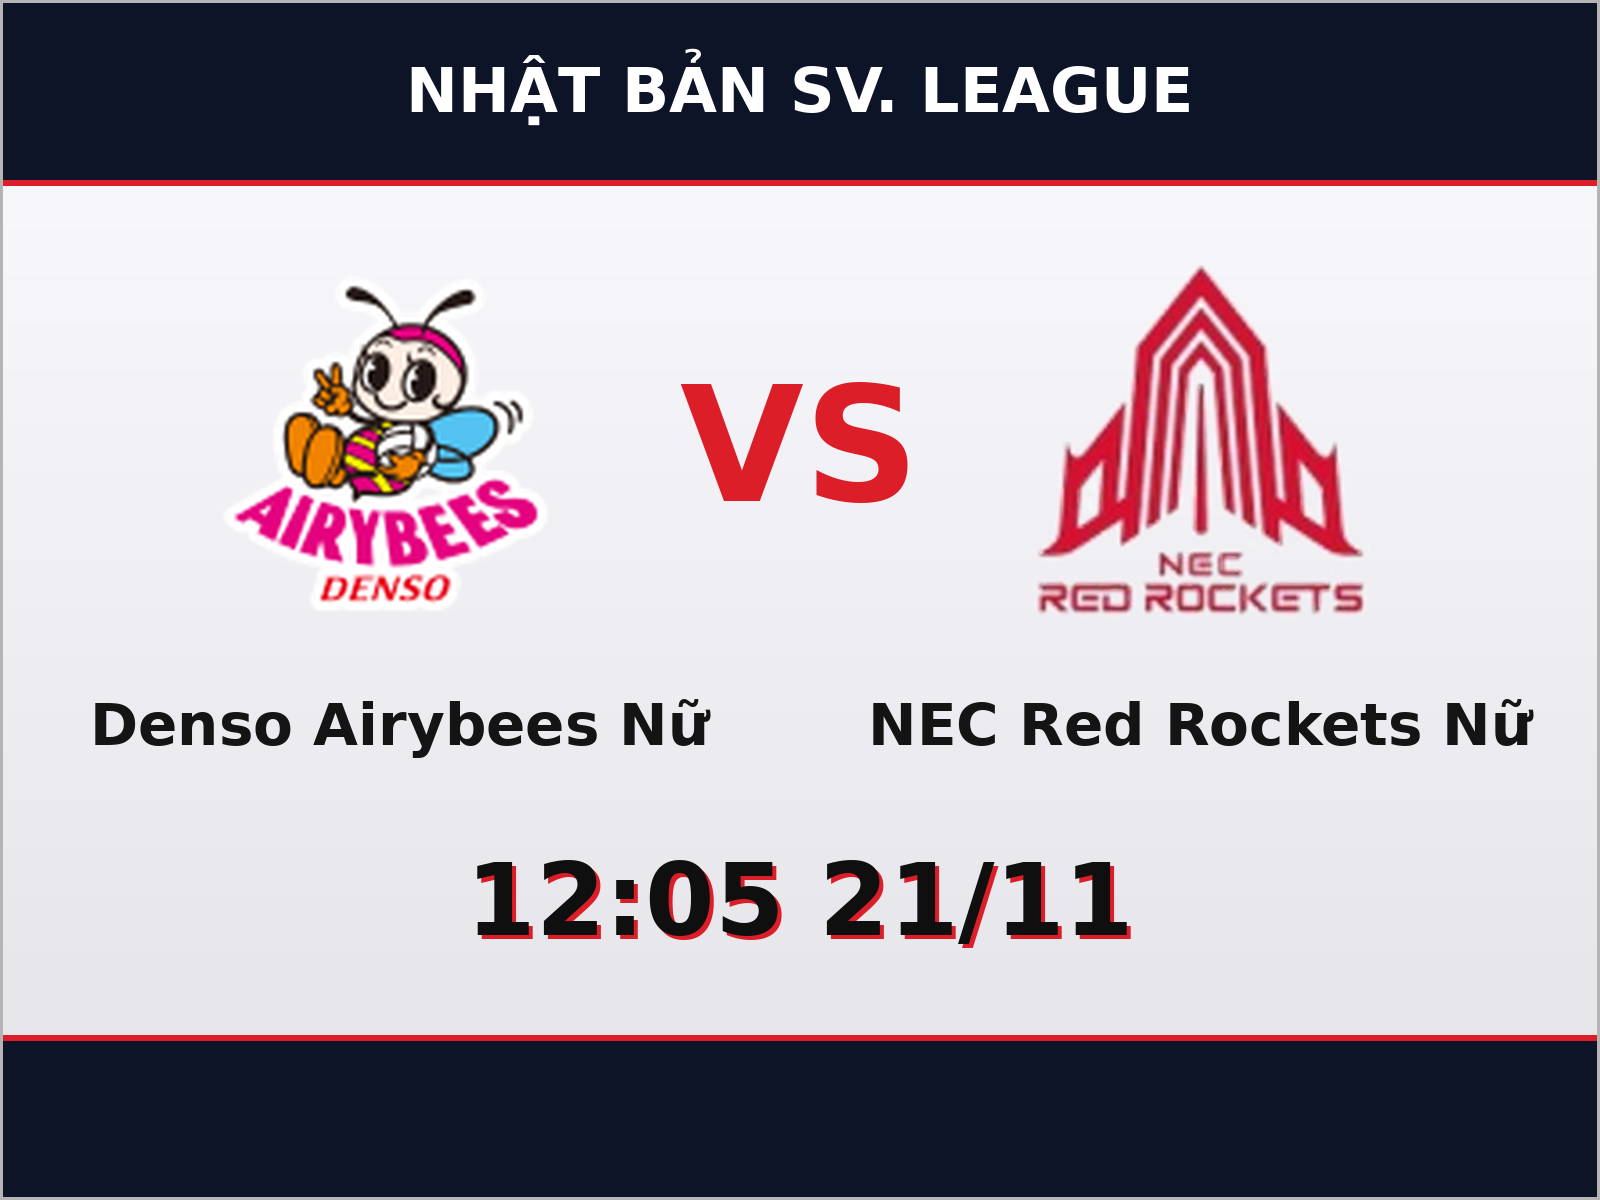 NHẬT BẢN SV. LEAGUE
VS
AIRYBEES
DENSO
NEC
RED ROCKETS
Denso Airybees Nữ
NEC Red Rockets Nữ
12:05 21/11